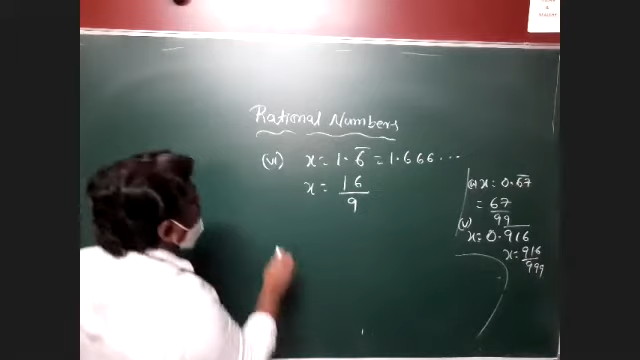 Rational Numbers
(vi) x = 1.6̅ = 1.666...
x = 16/9
x = 0.6̅7̅
= 67/99
(v)
x = 0.9̅1̅6̅
x = 916/999